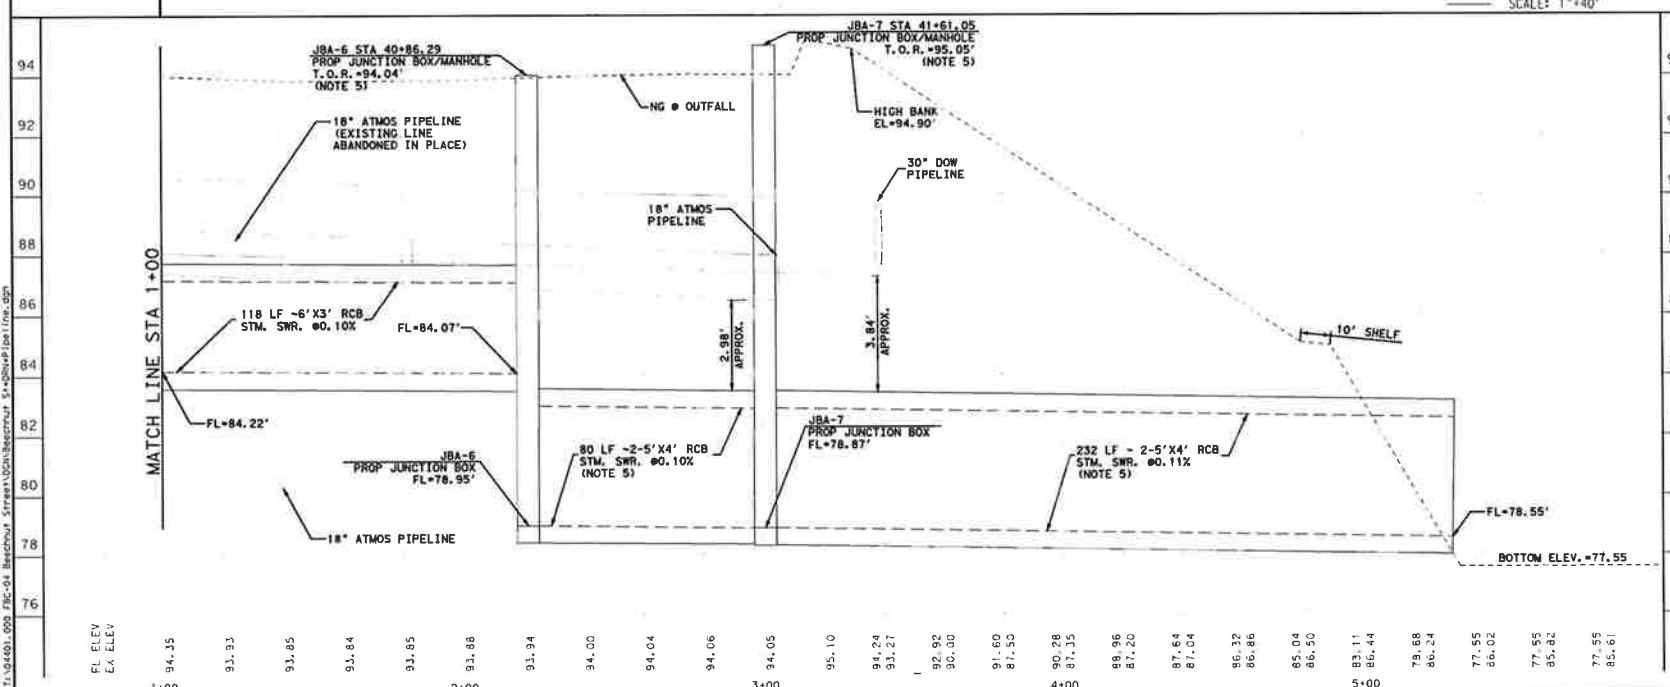 SCALE: 1"=40'
JBA-6 STA 40+86.29
PROP JUNCTION BOX/MANHOLE
T.O.R.=94.04'
(NOTE 5)
JBA-7 STA 41+61.05
PROP JUNCTION BOX/MANHOLE
T.O.R.=95.05'
(NOTE 5)
NG @ OUTFALL
HIGH BANK
EL=94.90'
18" ATMOS PIPELINE
(EXISTING LINE
ABANDONED IN PLACE)
30" DOW
PIPELINE
18" ATMOS
PIPELINE
94
92
90
88
86
84
82
80
78
76
MATCH LINE STA 1+00
118 LF ~6'X3' RCB
STM. SWR. @0.10%
FL=84.07'
2.98'
APPROX.
3.84'
APPROX.
10' SHELF
FL=84.22'
JBA-6
PROP JUNCTION BOX
FL=78.95'
80 LF ~2-5'X4' RCB
STM. SWR. @0.10%
(NOTE 5)
JBA-7
PROP JUNCTION BOX
FL=78.87'
232 LF ~ 2-5'X4' RCB
STM. SWR. @0.11%
(NOTE 5)
FL=78.55'
18" ATMOS PIPELINE
BOTTOM ELEV.=77.55
FL ELEV
EX ELEV
94.35
93.93
93.85
93.84
93.85
93.88
93.94
94.00
94.04
94.06
94.05
95.10
94.24
93.27
92.92
90.00
91.60
87.50
90.28
87.35
88.96
87.20
87.64
87.04
86.32
86.86
85.04
86.50
83.11
86.44
79.68
86.24
77.55
86.02
77.55
85.82
77.55
85.61
1+00
2+00
3+00
4+00
5+00